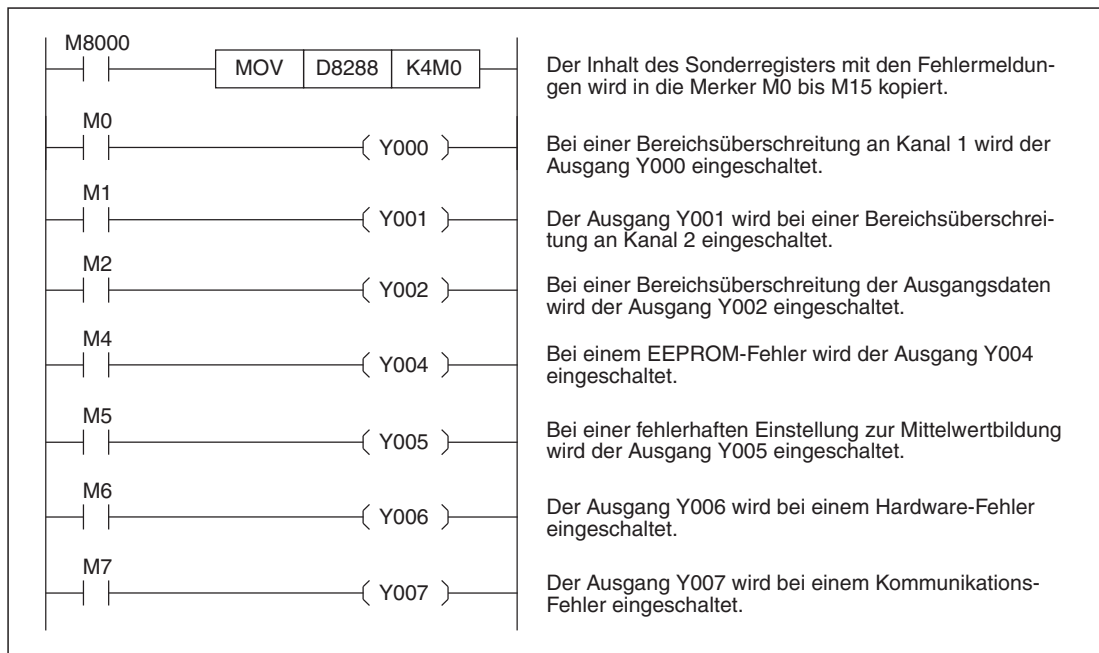 M8000
MOV D8288 K4M0
Der Inhalt des Sonderregisters mit den Fehlermeldun-
gen wird in die Merker M0 bis M15 kopiert.
M0
Y000
Bei einer Bereichsüberschreitung an Kanal 1 wird der
Ausgang Y000 eingeschaltet.
M1
Y001
Der Ausgang Y001 wird bei einer Bereichsüberschrei-
tung an Kanal 2 eingeschaltet.
M2
Y002
Bei einer Bereichsüberschreitung der Ausgangsdaten
wird der Ausgang Y002 eingeschaltet.
M4
Y004
Bei einem EEPROM-Fehler wird der Ausgang Y004
eingeschaltet.
M5
Y005
Bei einer fehlerhaften Einstellung zur Mittelwertbildung
wird der Ausgang Y005 eingeschaltet.
M6
Y006
Der Ausgang Y006 wird bei einem Hardware-Fehler
eingeschaltet.
M7
Y007
Der Ausgang Y007 wird bei einem Kommunikations-
Fehler eingeschaltet.